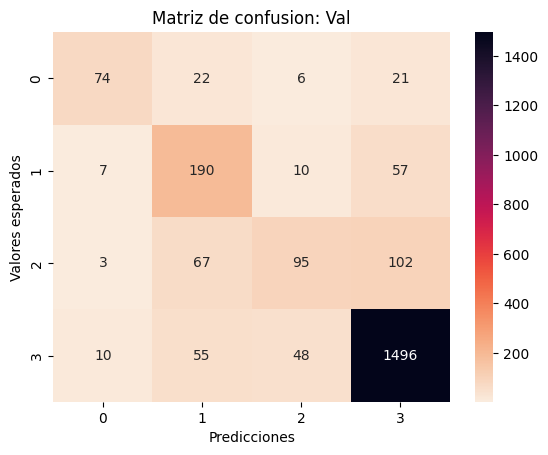 Matriz de confusion: Val
Valores esperados
0 74 22 6 21
1 7 190 10 57
2 3 67 95 102
3 10 55 48 1496
0 1 2 3
Predicciones
1400
1200
1000
800
600
400
200